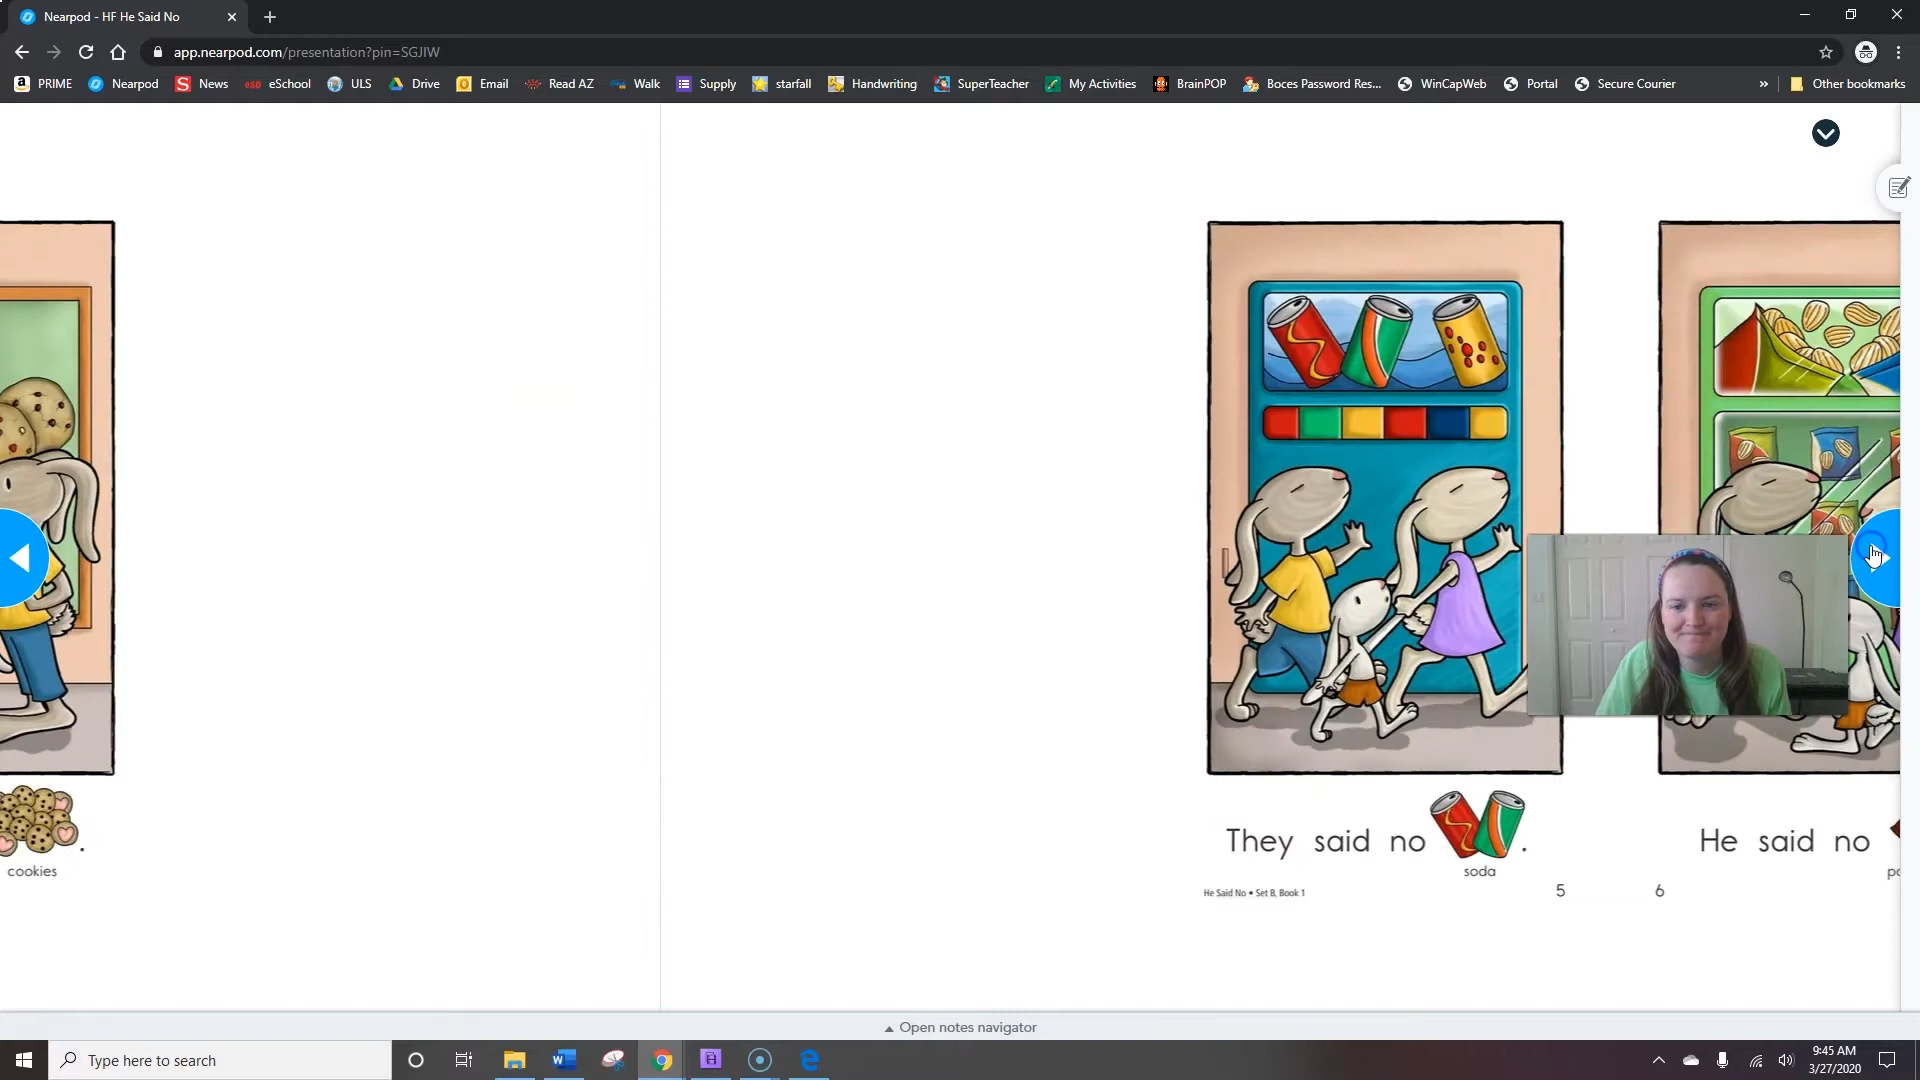 Nearpod - HF He Said No
app.nearpod.com/presentation?pin=SGJIW
PRIME Nearpod News eSchool ULS Drive Email Read AZ Walk Supply starfall Handwriting SuperTeacher My Activities BrainPOP Boces Password Res... WinCapWeb Portal Secure Courier » Other bookmarks
cookies
They said no .
soda
He Said No • Set B, Book 1
5
He said no
6
Open notes navigator
Type here to search
9:45 AM
3/27/2020